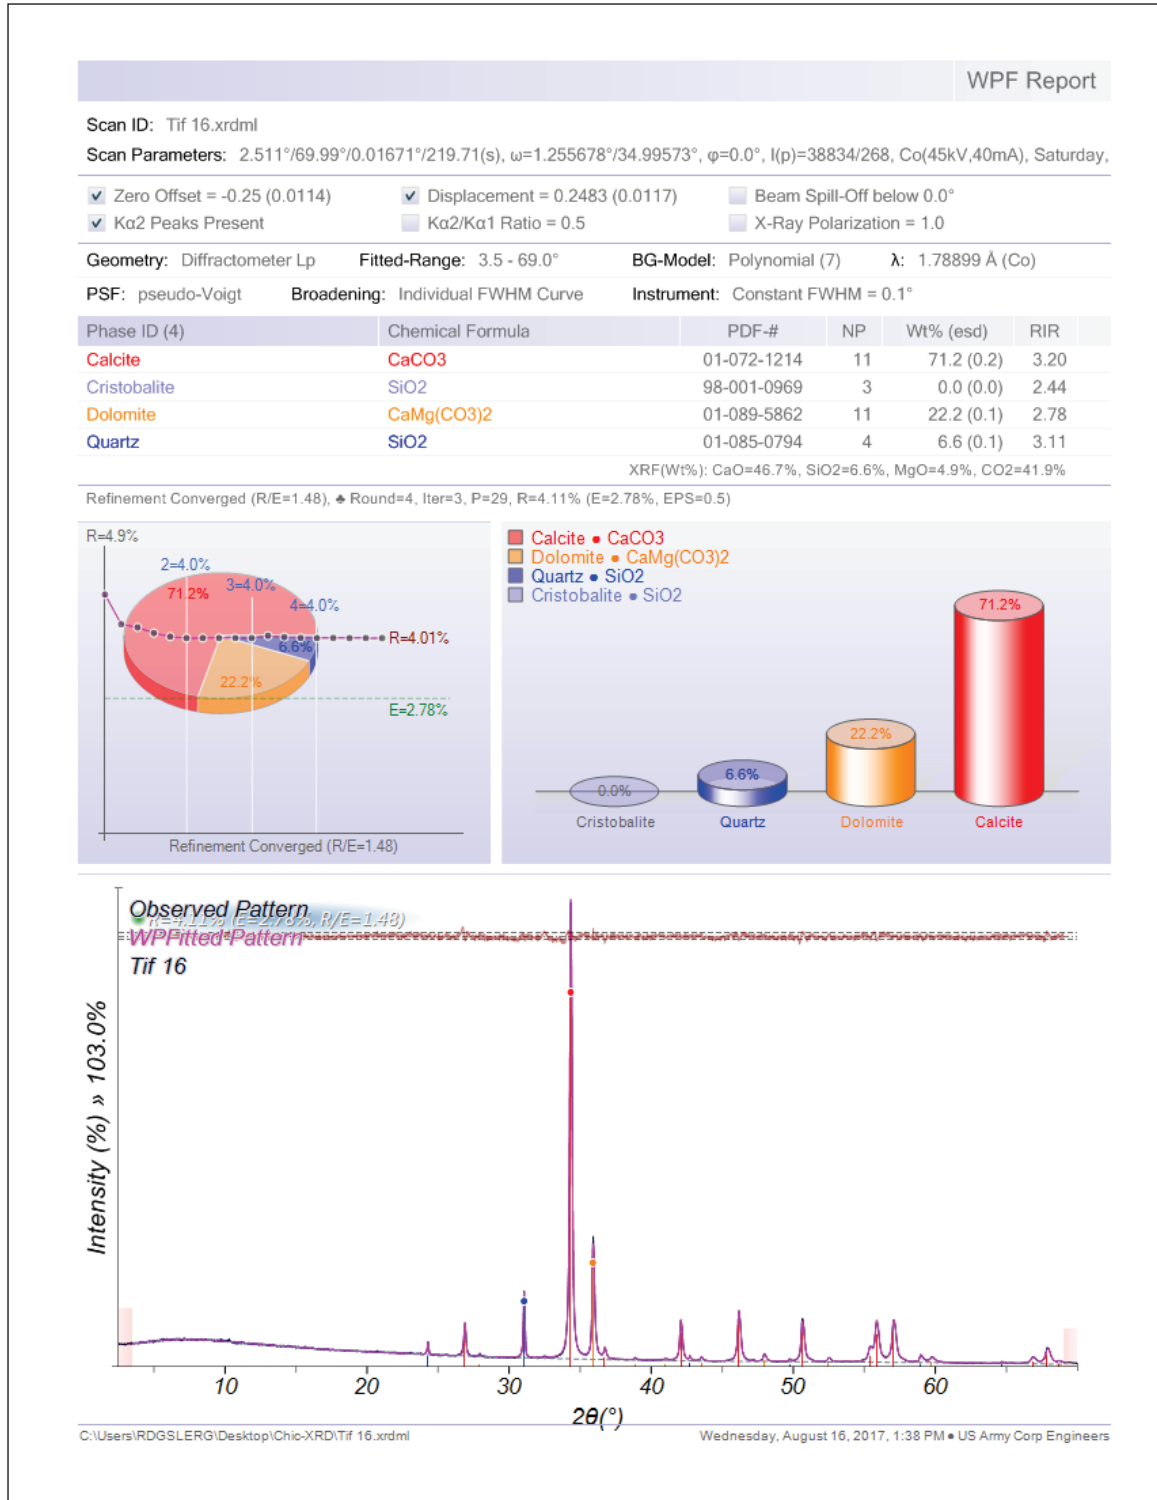 WPF Report
Scan ID: Tif 16.xrdml
Scan Parameters: 2.511°/69.99°/0.01671°/219.71(s), ω=1.255678°/34.99573°, φ=0.0°, I(p)=38834/268, Co(45kV,40mA), Saturday,
Zero Offset = -0.25 (0.0114) Displacement = 0.2483 (0.0117) Beam Spill-Off below 0.0°
Kα2 Peaks Present Kα2/Kα1 Ratio = 0.5 X-Ray Polarization = 1.0
Geometry: Diffractometer Lp Fitted-Range: 3.5 - 69.0° BG-Model: Polynomial (7) λ: 1.78899 Å (Co)
PSF: pseudo-Voigt Broadening: Individual FWHM Curve Instrument: Constant FWHM = 0.1°
Phase ID (4) Chemical Formula PDF-# NP Wt% (esd) RIR
Calcite CaCO3 01-072-1214 11 71.2 (0.2) 3.20
Cristobalite SiO2 98-001-0969 3 0.0 (0.0) 2.44
Dolomite CaMg(CO3)2 01-089-5862 11 22.2 (0.1) 2.78
Quartz SiO2 01-085-0794 4 6.6 (0.1) 3.11
XRF(Wt%): CaO=46.7%, SiO2=6.6%, MgO=4.9%, CO2=41.9%
Refinement Converged (R/E=1.48), ♣ Round=4, Iter=3, P=29, R=4.11% (E=2.78%, EPS=0.5)
R=4.9%
2=4.0%
71.2%
3=4.0%
4=4.0%
R=4.01%
6.6%
22.2%
E=2.78%
Refinement Converged (R/E=1.48)
Calcite ● CaCO3
Dolomite ● CaMg(CO3)2
Quartz ● SiO2
Cristobalite ● SiO2
71.2%
22.2%
6.6%
0.0%
Cristobalite Quartz Dolomite Calcite
Observed Pattern
R=4.11% (E=2.78%, R/E=1.48)
WPFitted Pattern
Tif 16
Intensity (%) » 103.0%
10 20 30 40 50 60
2θ(°)
C:\Users\RDGSLERG\Desktop\Chic-XRD\Tif 16.xrdml Wednesday, August 16, 2017, 1:38 PM ● US Army Corp Engineers